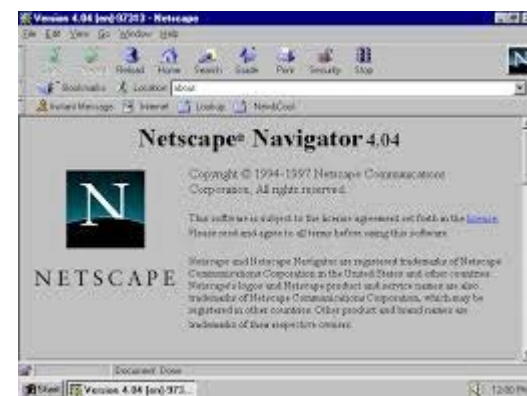 Version 4.04 [en]-97313 - Netscape
File Edit View Go Window Help
Reload Home Search Guide Print Security Stop
Bookmarks Location about:
Instant Message Internet Lookup New&Cool
Netscape® Navigator 4.04
N
NETSCAPE
Copyright © 1994-1997 Netscape Communications
Corporation, All rights reserved.
This software is subject to the license agreement set forth in the license.
Please read and agree to all terms before using this software.
Netscape and Netscape Navigator are registered trademarks of Netscape
Communications Corporation in the United States and other countries.
Netscape's logos and Netscape product and service names are also
trademarks of Netscape Communications Corporation, which may be
registered in other countries. Other product and brand names are
trademarks of their respective owners.
Document: Done
Start Version 4.04 [en]-973... 12:00 PM